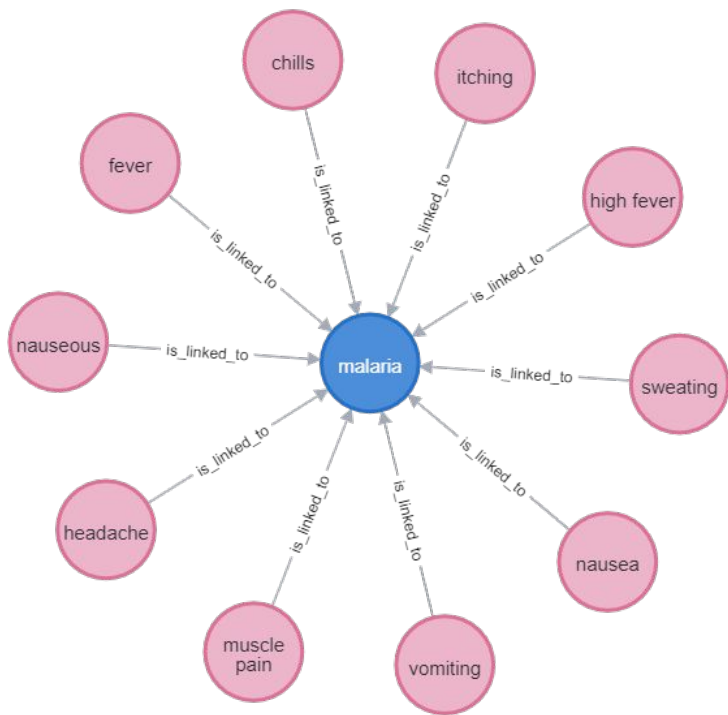 chills
itching
fever
high fever
is_linked_to
is_linked_to
is_linked_to
is_linked_to
nauseous
is_linked_to
malaria
is_linked_to
sweating
headache
is_linked_to
is_linked_to
is_linked_to
is_linked_to
nausea
muscle
pain
vomiting